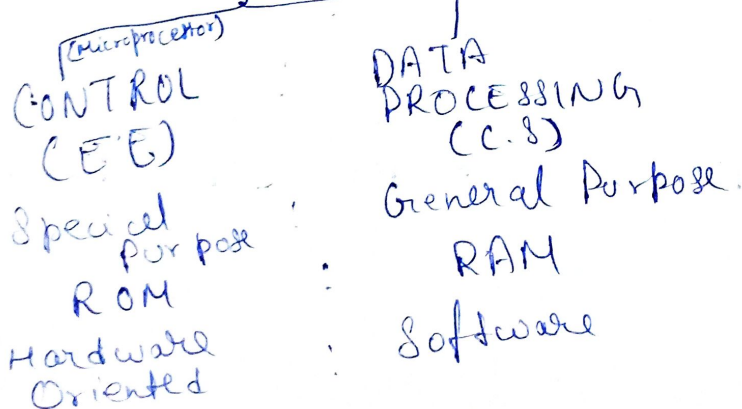 (Microprocessor)
CONTROL
(E.E)
Special
Purpose
ROM
Hardware
Oriented
DATA
PROCESSING
(C.S)
General Purpose.
RAM
Software